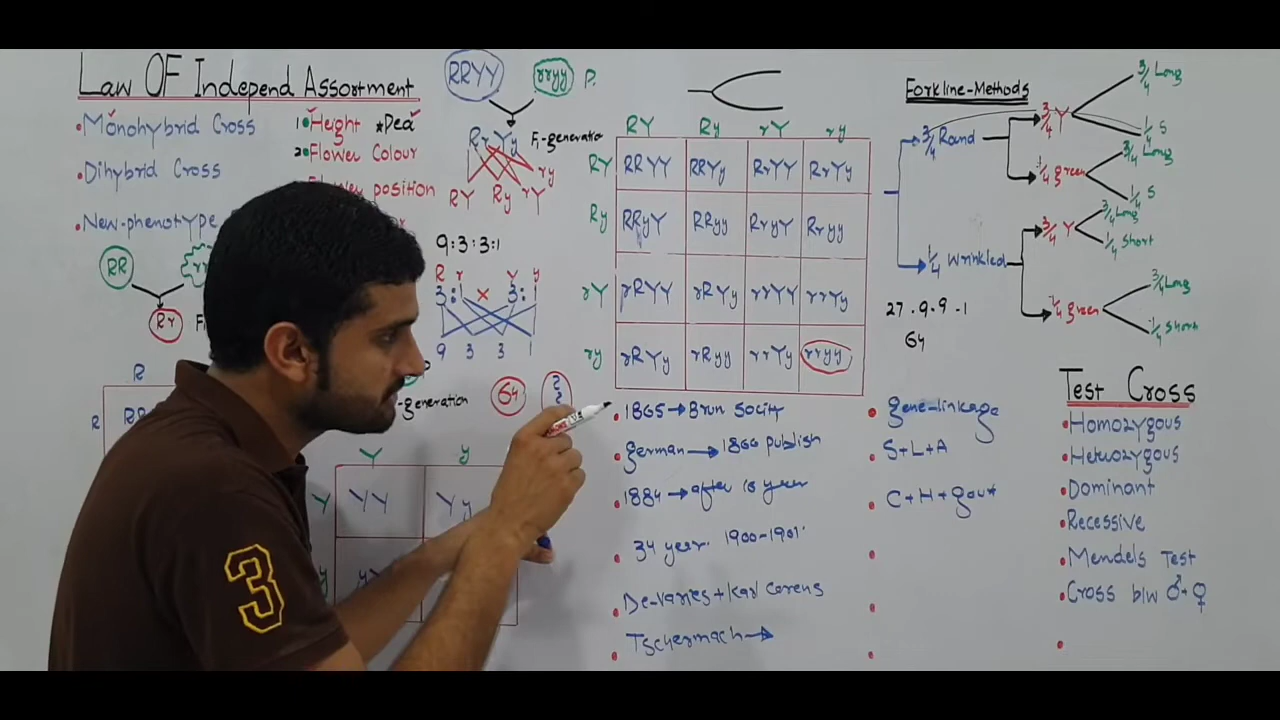 Law OF Independ Assortment
Monohybrid Cross
Dihybrid Cross
New-phenotype
1 Height *Pea
2 Flower Colour
Flower position
RR
Rr
R
R
RRYY
rryy
P.
RrYy F₁-generation
RY Ry rY ry
9:3:3:1
R r Y y
3: × 3:
9 3 3 1
-generation
64
Y y
Y YY Yy
RY Ry rY ry
RY RRYY RRYy RrYY RrYy
Ry RRyY RRyy RryY Rryy
rY rRYY rRYy rrYY rrYy
ry rRYy rRyy rrYy rryy
1865→Brun Socity
german→1866 publish
1884→after 18 year
34 year. 1900-1901
De-Varies+Karl Corens
Tschermach→
Forkline-Methods
3/4 Round
1/4 Wrinkled
3/4 Y
1/4 green
3/4 Y
1/4 green
3/4 Long
1/4 S
3/4 Long
1/4 S
3/4 Long
1/4 Short
3/4 Long
1/4 Short
27.9.9.1
64
gene-linkage
S+L+A
C+H+gout
Test Cross
Homozygous
Hetrozygous
Dominant
Recessive
Mendels Test
Cross b/w ♂+♀
3